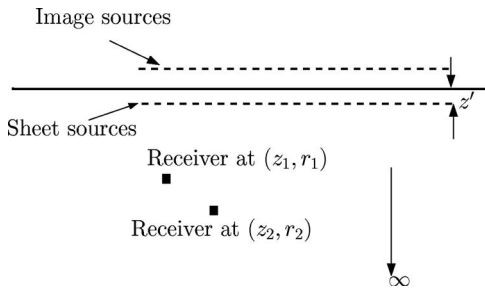 Image sources
z′
Sheet sources
Receiver at (z₁, r₁)
Receiver at (z₂, r₂)
∞